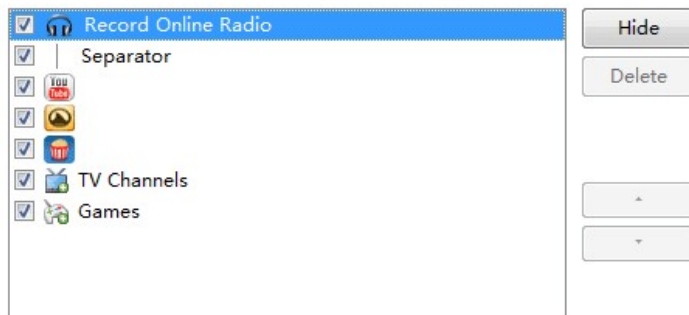 Record Online Radio
Hide
Separator
Delete
You
Tube
TV Channels
Games